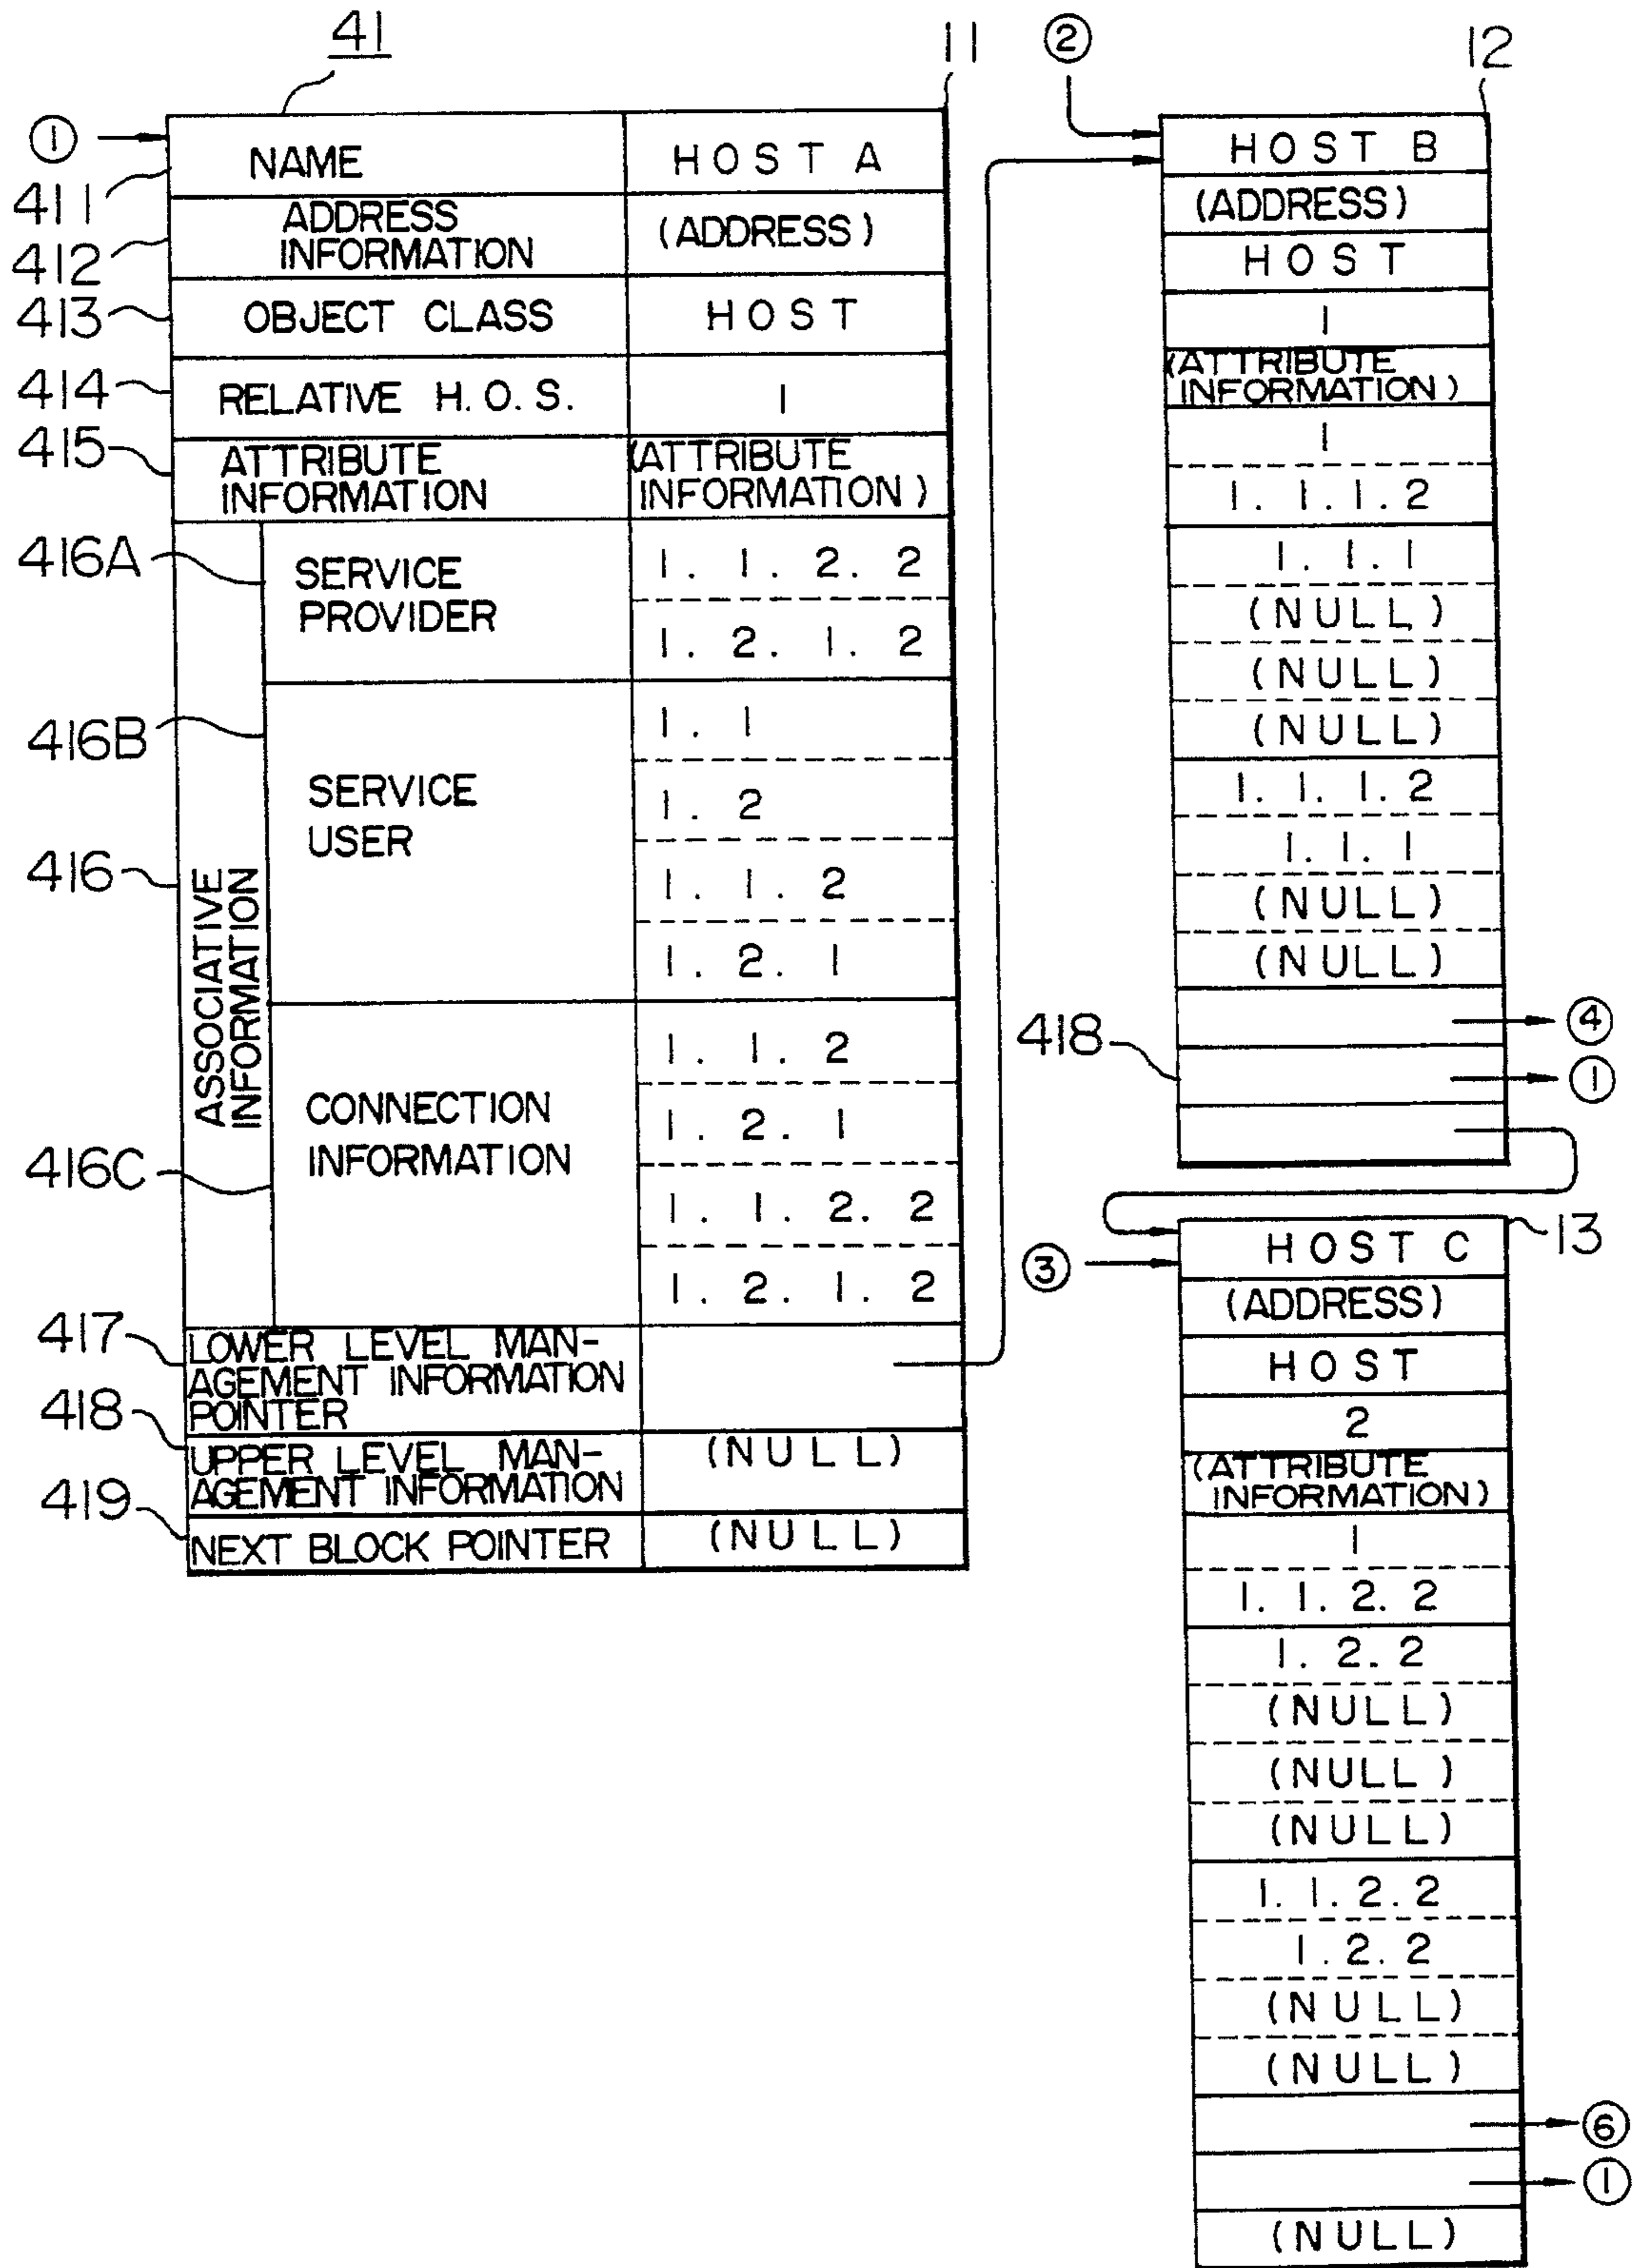 41
11
①
NAME
HOST A
411
ADDRESS
INFORMATION
(ADDRESS)
412
OBJECT CLASS
HOST
413
RELATIVE H.O.S.
1
414
ATTRIBUTE
INFORMATION
(ATTRIBUTE
INFORMATION)
415
416
ASSOCIATIVE
INFORMATION
416A
SERVICE
PROVIDER
1. 1. 2. 2
1. 2. 1. 2
416B
SERVICE
USER
1. 1
1. 2
1. 1. 2
1. 2. 1
416C
CONNECTION
INFORMATION
1. 1. 2
1. 2. 1
1. 1. 2. 2
1. 2. 1. 2
417
LOWER LEVEL MAN-
AGEMENT INFORMATION
POINTER
418
UPPER LEVEL MAN-
AGEMENT INFORMATION
(NULL)
419
NEXT BLOCK POINTER
(NULL)
②
12
HOST B
(ADDRESS)
HOST
1
(ATTRIBUTE
INFORMATION)
1
1. 1. 1. 2
1. 1. 1
(NULL)
(NULL)
(NULL)
1. 1. 1. 2
1. 1. 1
(NULL)
(NULL)
④
418
①
13
③
HOST C
(ADDRESS)
HOST
2
(ATTRIBUTE
INFORMATION)
1
1. 1. 2. 2
1. 2. 2
(NULL)
(NULL)
(NULL)
1. 1. 2. 2
1. 2. 2
(NULL)
(NULL)
⑥
①
(NULL)